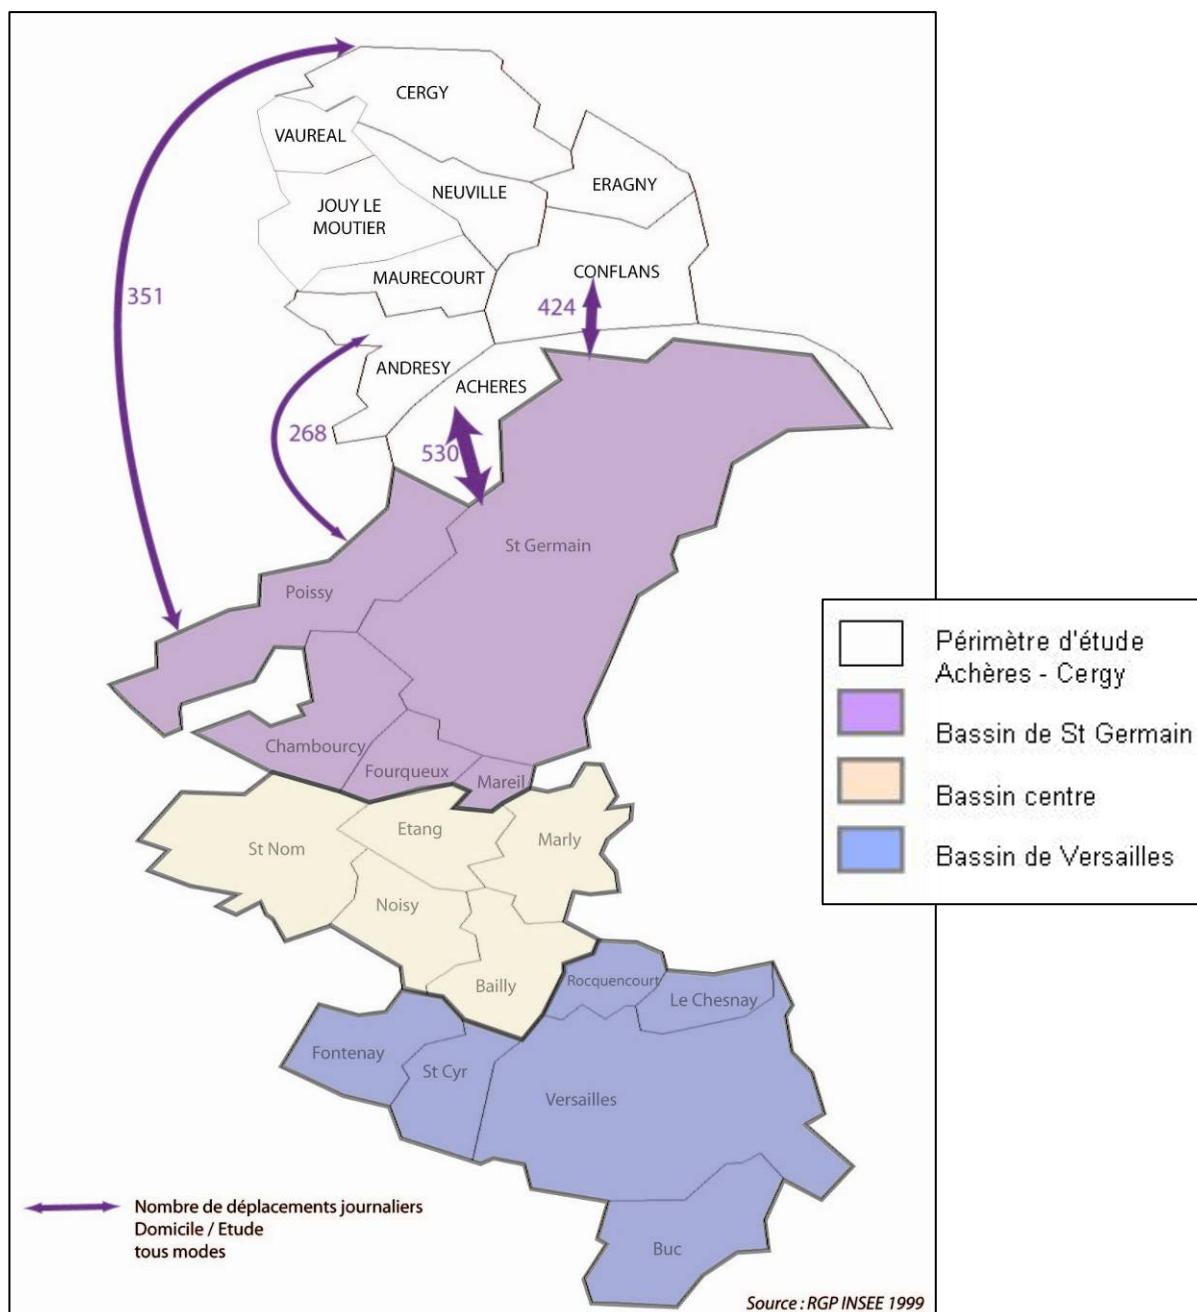 CERGY
VAUREAL
ERAGNY
NEUVILLE
JOUY LE
MOUTIER
CONFLANS
MAURECOURT
351
424
ANDRESY
ACHERES
268
530
St Germain
Poissy
Périmètre d'étude
Achères - Cergy
Bassin de St Germain
Bassin centre
Bassin de Versailles
Chambourcy
Fourqueux
Mareil
Etang
Marly
St Nom
Noisy
Bailly
Rocquencourt
Le Chesnay
Fontenay
St Cyr
Versailles
Buc
Nombre de déplacements journaliers
Domicile / Etude
tous modes
Source : RGP INSEE 1999